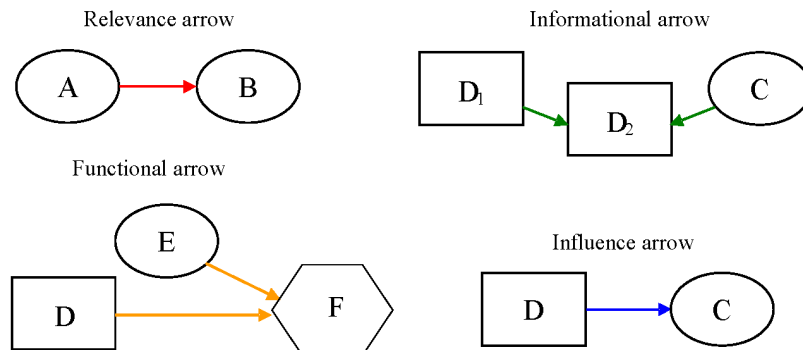 Relevance arrow
A
B
Informational arrow
D₁
D₂
C
Functional arrow
E
D
F
Influence arrow
D
C